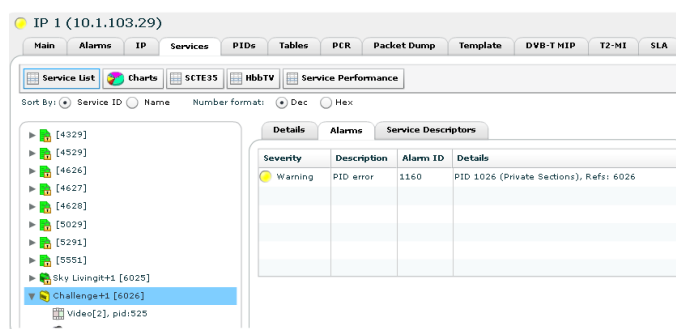 IP 1 (10.1.103.29)
Main Alarms IP Services PIDs Tables PCR Packet Dump Template DVB-T MIP T2-MI SLA
Service List Charts SCTE35 HbbTV Service Performance
Sort By: Service ID Name Number format: Dec Hex
Details Alarms Service Descriptors
[4329]
[4529]
[4626]
[4627]
[4628]
[5029]
[5291]
[5551]
Sky Livingit+1 [6025]
Challenge+1 [6026]
Video[2], pid:525
Severity Description Alarm ID Details
Warning PID error 1160 PID 1026 (Private Sections), Refs: 6026